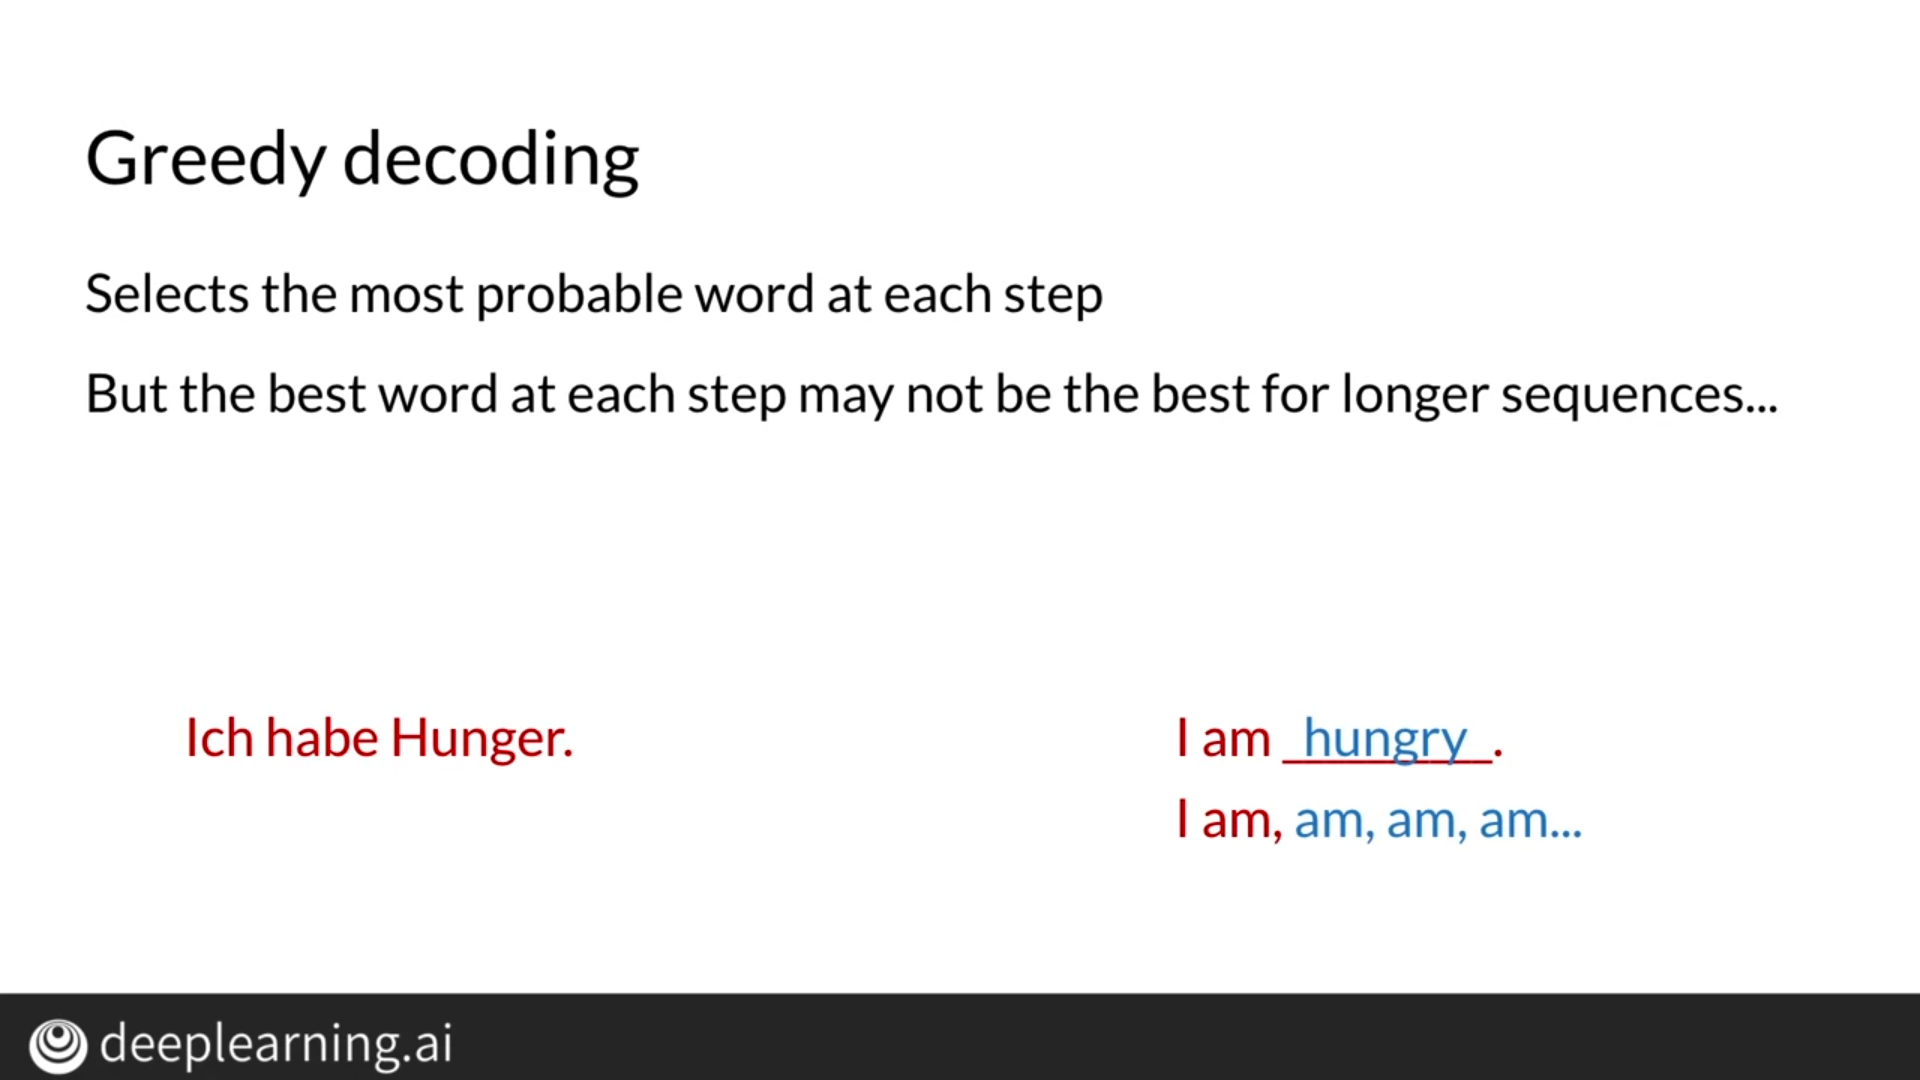 Greedy decoding
Selects the most probable word at each step
But the best word at each step may not be the best for longer sequences...
Ich habe Hunger.
I am hungry.
I am, am, am, am...
deeplearning.ai